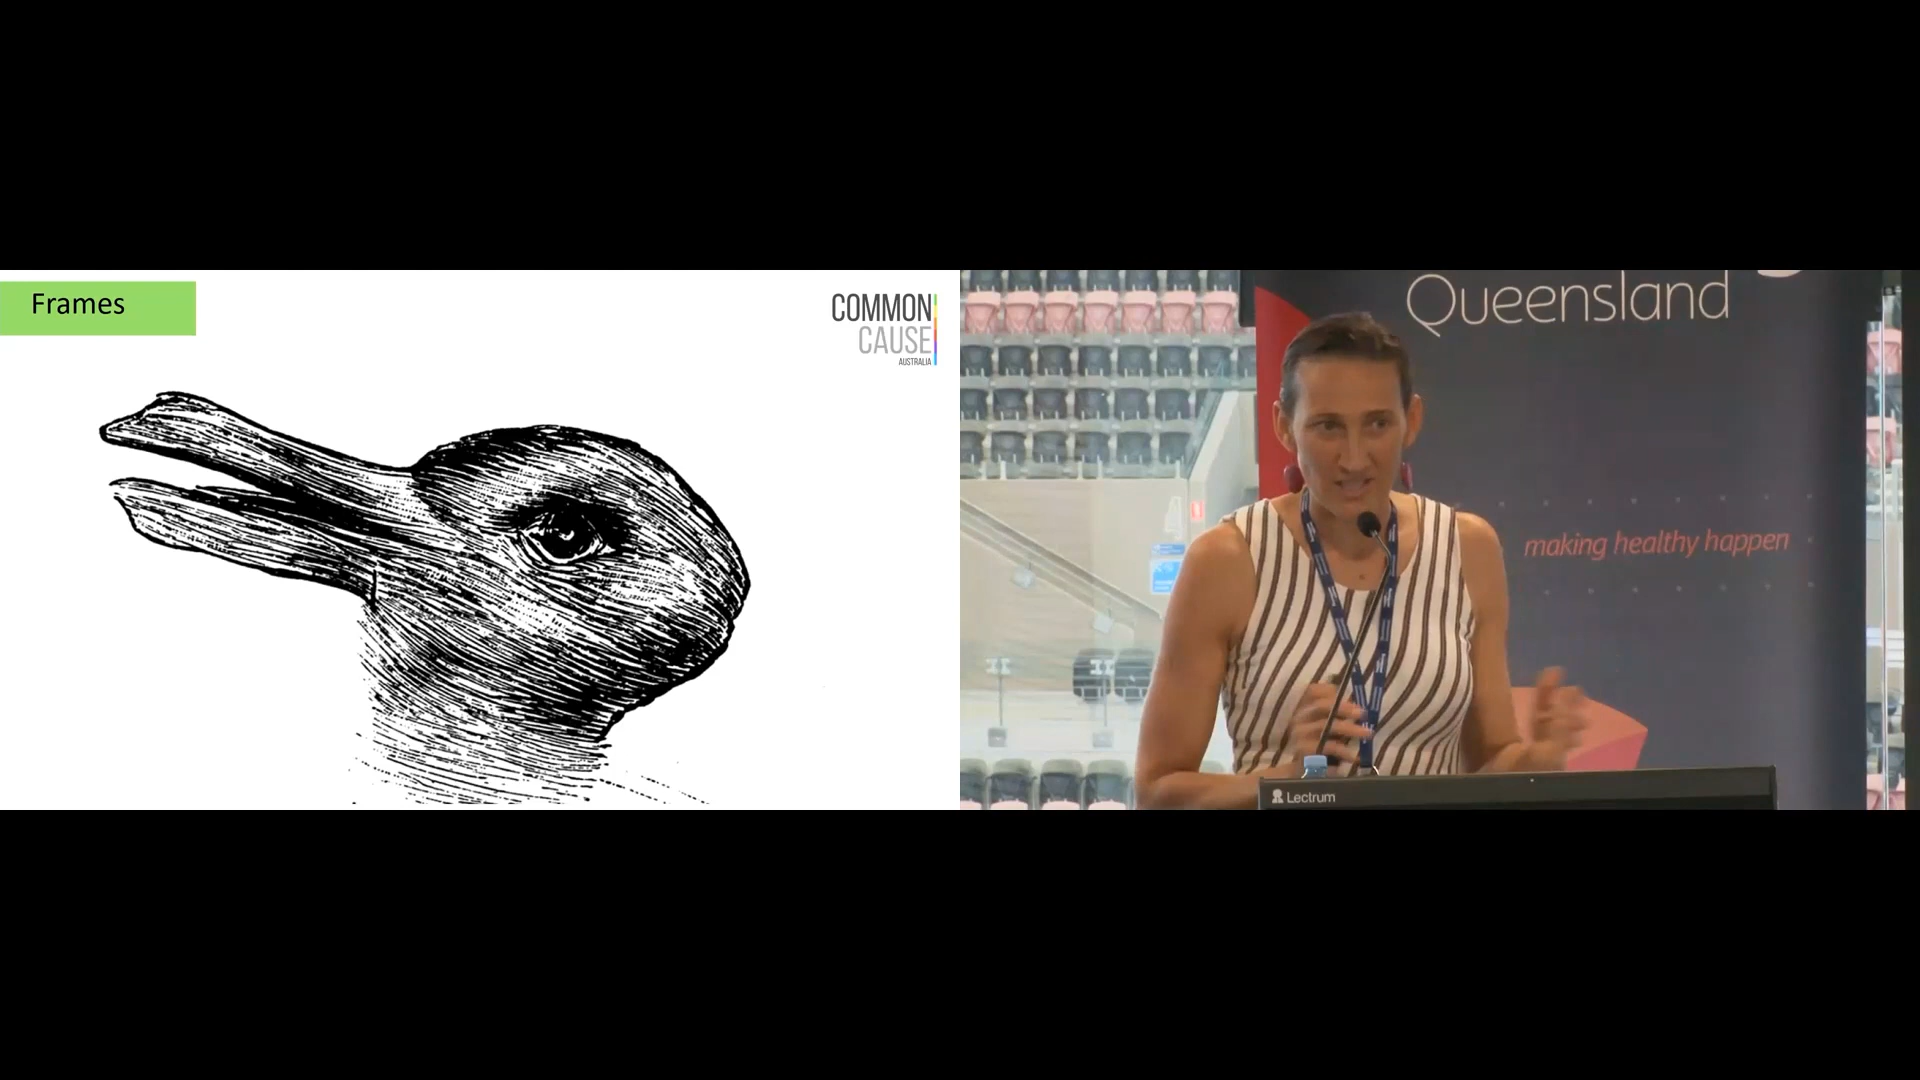 Frames
COMMON
CAUSE
AUSTRALIA
Queensland
making healthy happen
Lectrum